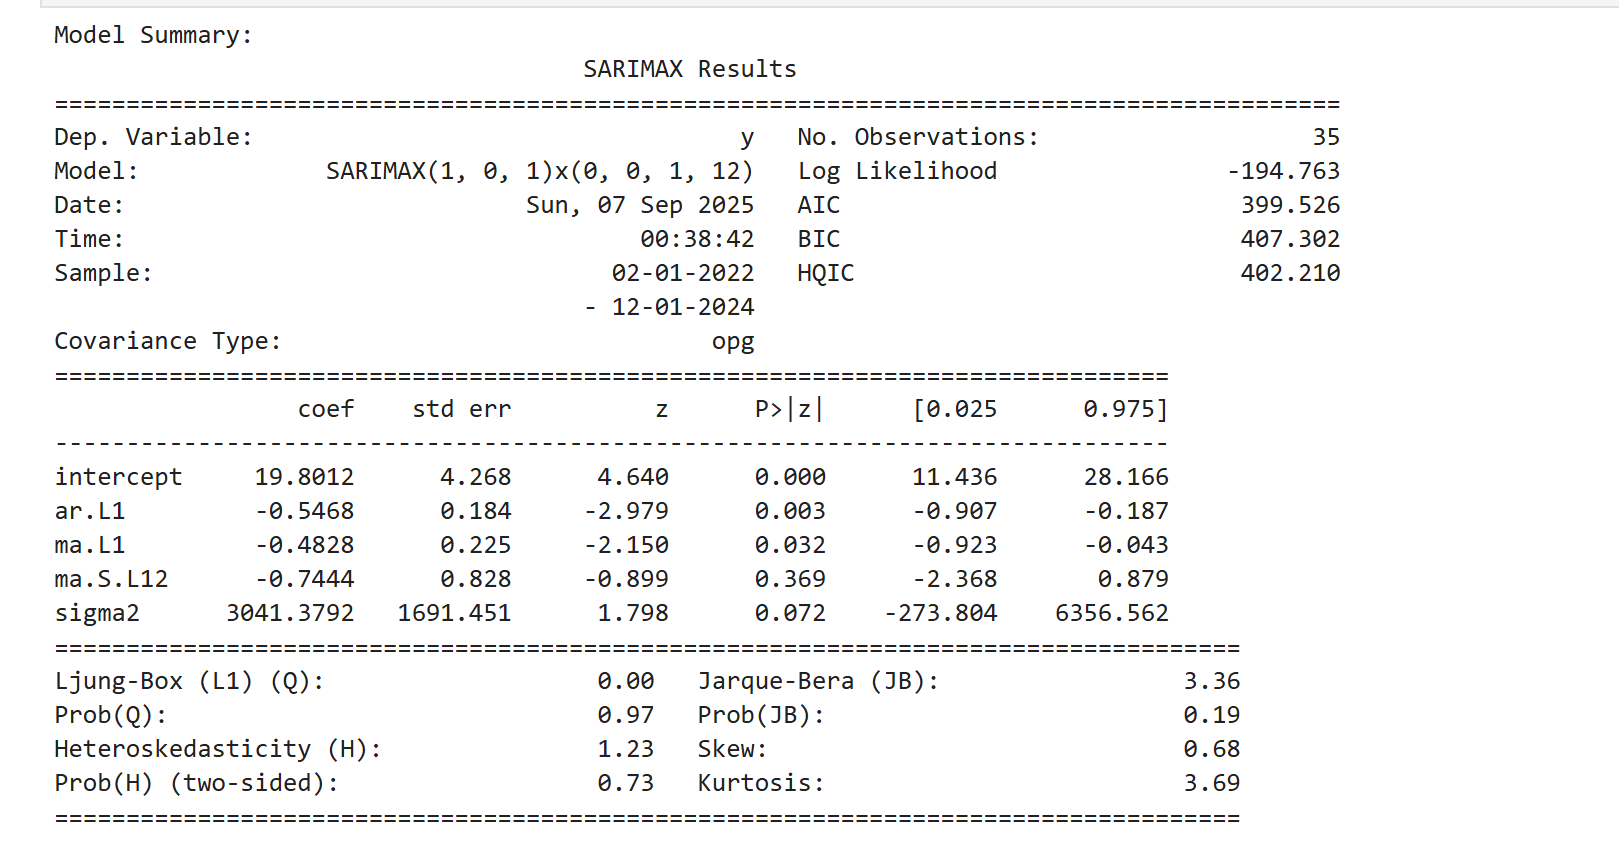 Model Summary:
SARIMAX Results
==========================================================================================
Dep. Variable: y No. Observations: 35
Model: SARIMAX(1, 0, 1)x(0, 0, 1, 12) Log Likelihood -194.763
Date: Sun, 07 Sep 2025 AIC 399.526
Time: 00:38:42 BIC 407.302
Sample: 02-01-2022 HQIC 402.210
- 12-01-2024
Covariance Type: opg
==============================================================================
coef std err z P>|z| [0.025 0.975]
------------------------------------------------------------------------------
intercept 19.8012 4.268 4.640 0.000 11.436 28.166
ar.L1 -0.5468 0.184 -2.979 0.003 -0.907 -0.187
ma.L1 -0.4828 0.225 -2.150 0.032 -0.923 -0.043
ma.S.L12 -0.7444 0.828 -0.899 0.369 -2.368 0.879
sigma2 3041.3792 1691.451 1.798 0.072 -273.804 6356.562
===================================================================================
Ljung-Box (L1) (Q): 0.00 Jarque-Bera (JB): 3.36
Prob(Q): 0.97 Prob(JB): 0.19
Heteroskedasticity (H): 1.23 Skew: 0.68
Prob(H) (two-sided): 0.73 Kurtosis: 3.69
===================================================================================